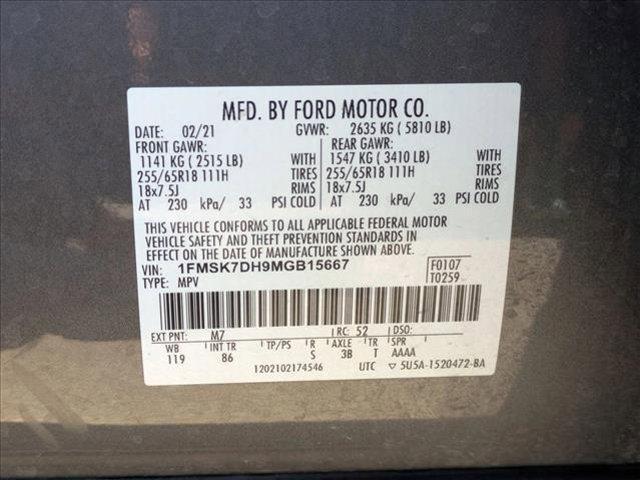 MFD. BY FORD MOTOR CO.
DATE: 02/21 GVWR: 2635 KG ( 5810 LB)
FRONT GAWR: REAR GAWR:
1141 KG ( 2515 LB) WITH 1547 KG ( 3410 LB) WITH
255/65R18 111H TIRES 255/65R18 111H TIRES
18x7.5J RIMS 18x7.5J RIMS
AT 230 kPa/ 33 PSI COLD AT 230 kPa/ 33 PSI COLD
THIS VEHICLE CONFORMS TO ALL APPLICABLE FEDERAL MOTOR
VEHICLE SAFETY AND THEFT PREVENTION STANDARDS IN
EFFECT ON THE DATE OF MANUFACTURE SHOWN ABOVE.
VIN: 1FMSK7DH9MGB15667 F0107
TYPE: MPV T0259
EXT PNT: M7 RC: 52 DSO:
WB INT TR TP/PS R AXLE TR SPR
119 86 S 3B T AAAA
1202102174546 UTC ▽ 5U5A-1520472-BA